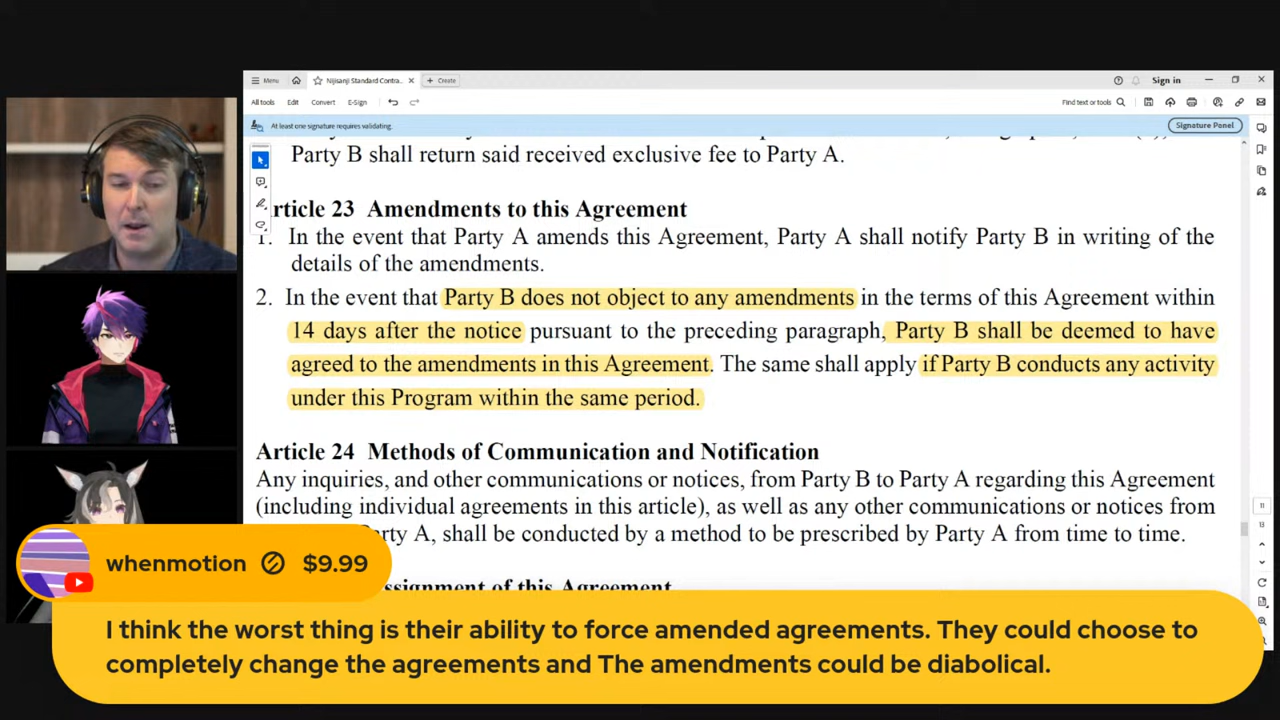 Menu
Nijisanji Standard Contra..
Create
Sign in
All tools Edit Convert E-Sign
Find text or tools
At least one signature requires validating.
Signature Panel
Party B shall return said received exclusive fee to Party A.
rticle 23 Amendments to this Agreement
1. In the event that Party A amends this Agreement, Party A shall notify Party B in writing of the
details of the amendments.
2. In the event that Party B does not object to any amendments in the terms of this Agreement within
14 days after the notice pursuant to the preceding paragraph, Party B shall be deemed to have
agreed to the amendments in this Agreement. The same shall apply if Party B conducts any activity
under this Program within the same period.
Article 24 Methods of Communication and Notification
Any inquiries, and other communications or notices, from Party B to Party A regarding this Agreement
(including individual agreements in this article), as well as any other communications or notices from
rty A, shall be conducted by a method to be prescribed by Party A from time to time.
ssignment of this Agreement
11
13
whenmotion $9.99
I think the worst thing is their ability to force amended agreements. They could choose to
completely change the agreements and The amendments could be diabolical.